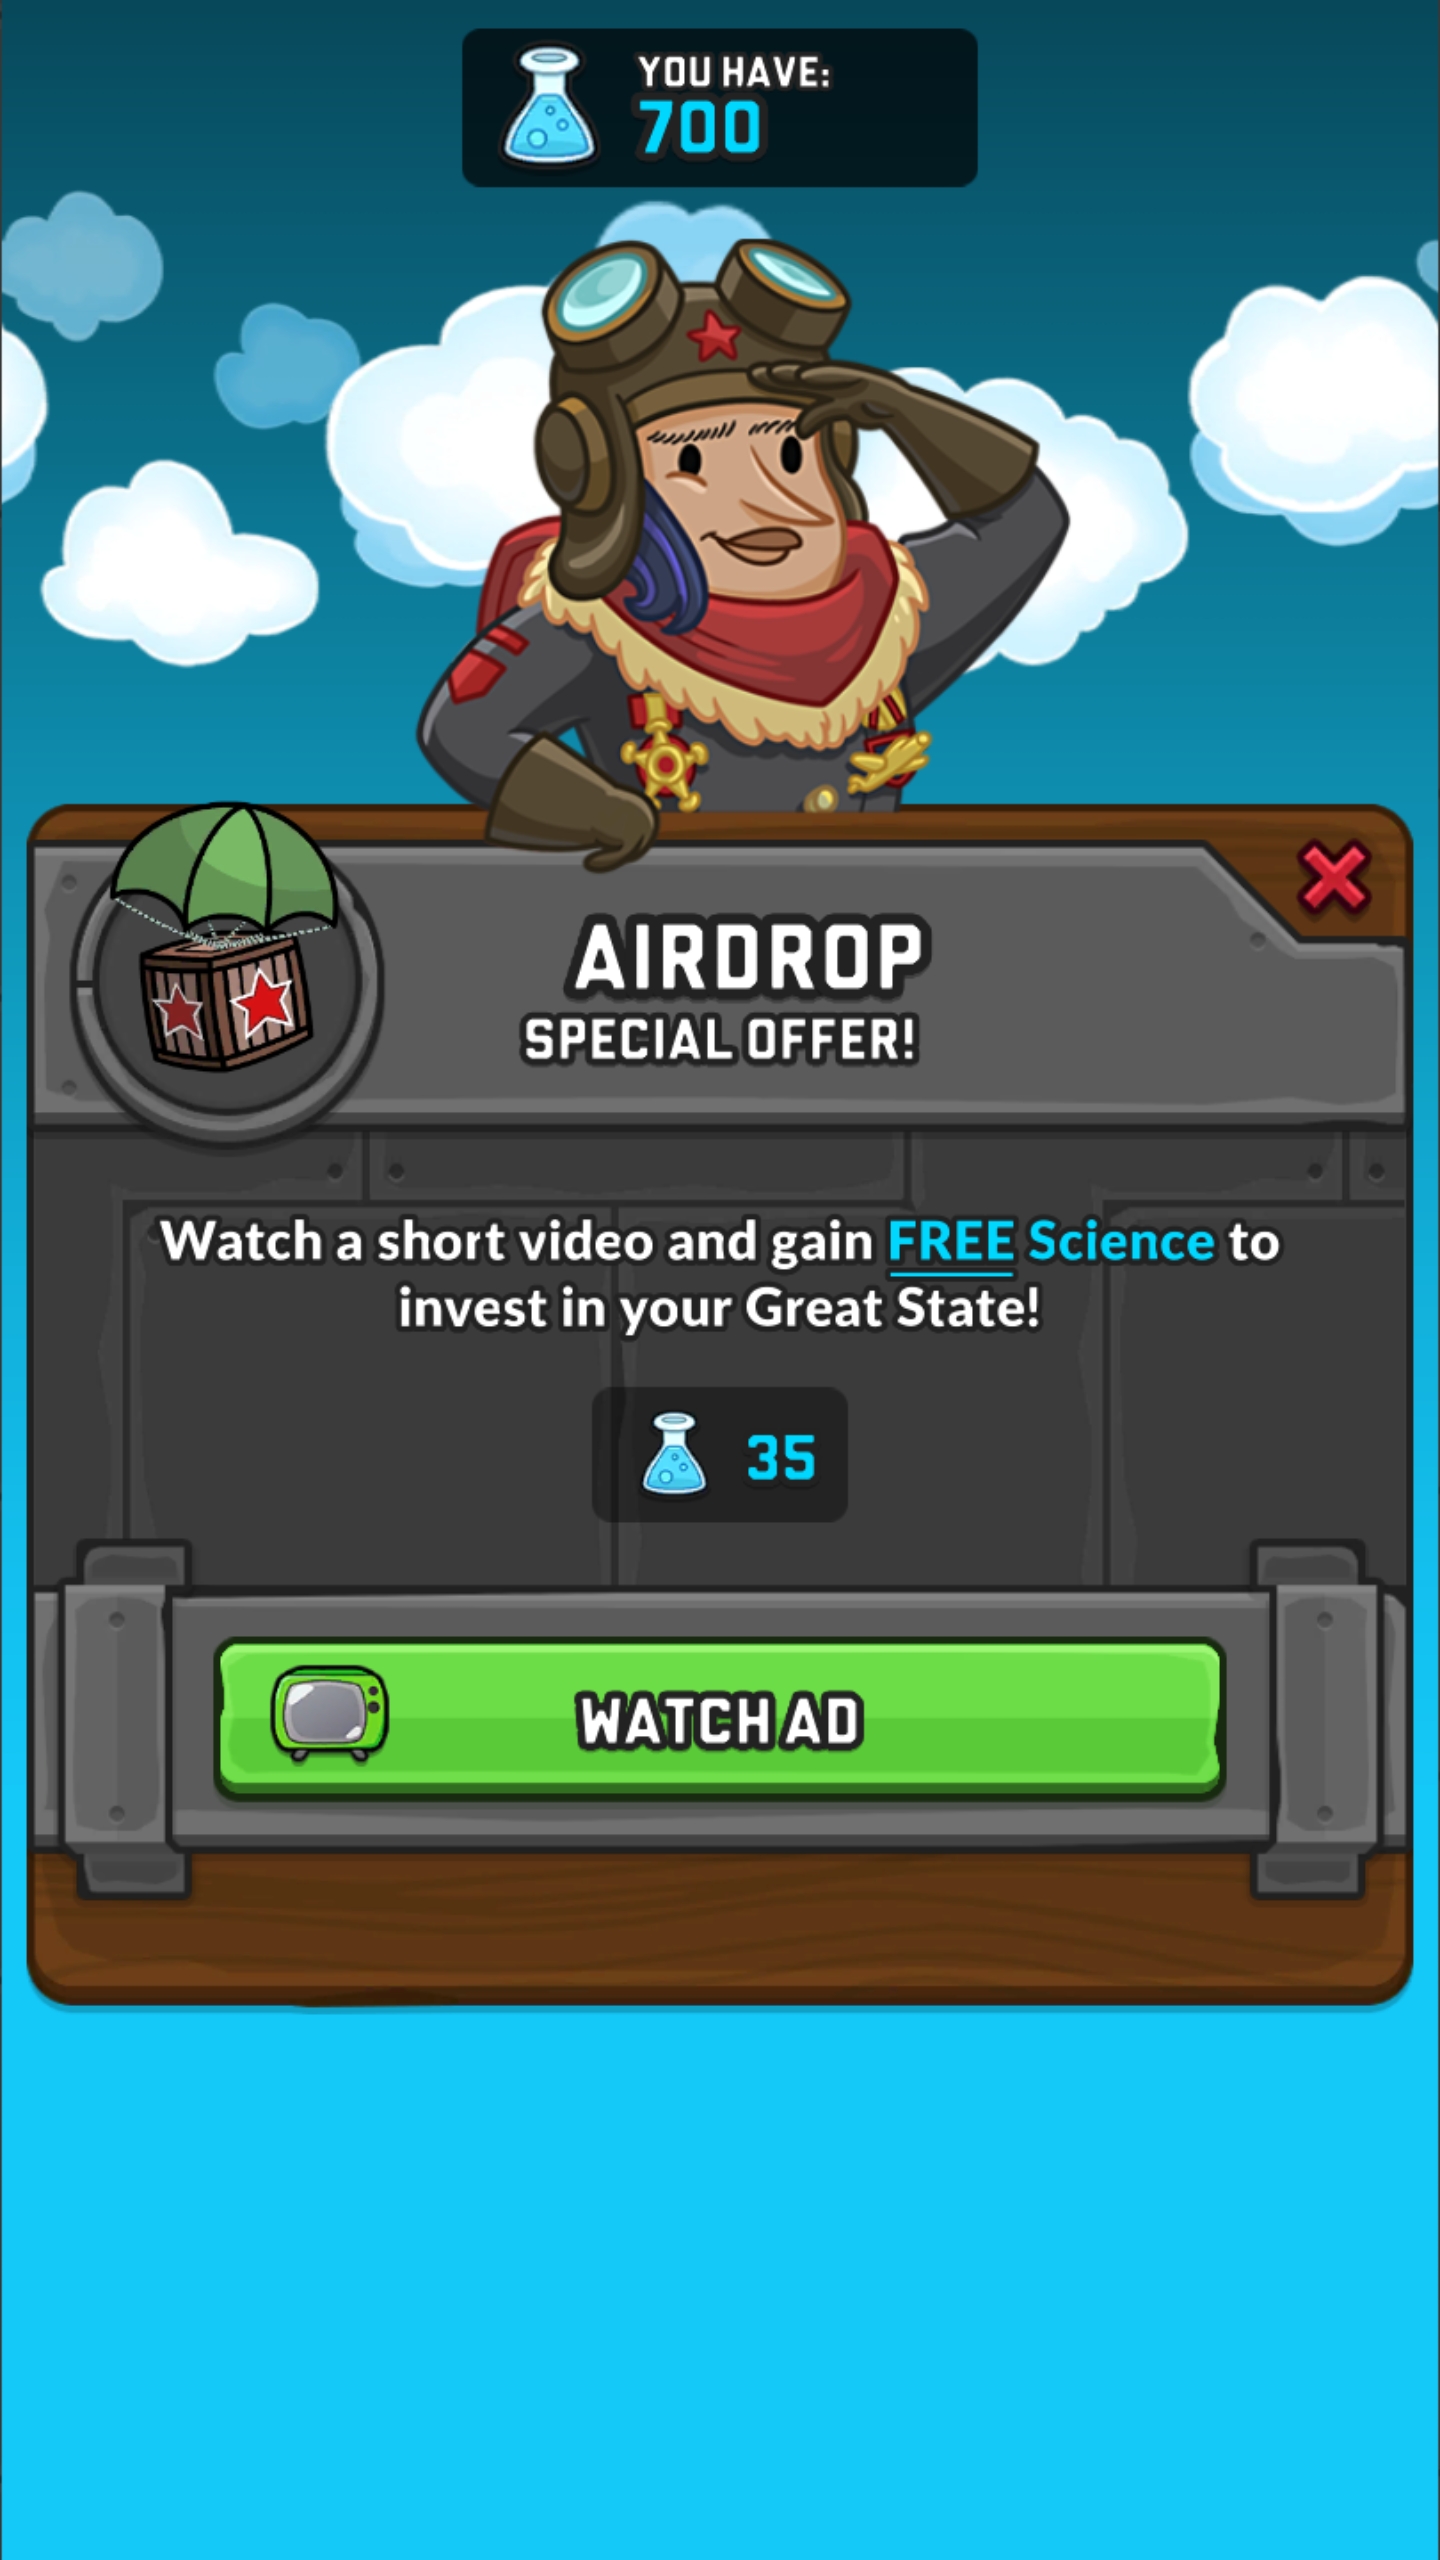 YOU HAVE:
700
AIRDROP
SPECIAL OFFER!
Watch a short video and gain FREE Science to
invest in your Great State!
35
WATCH AD